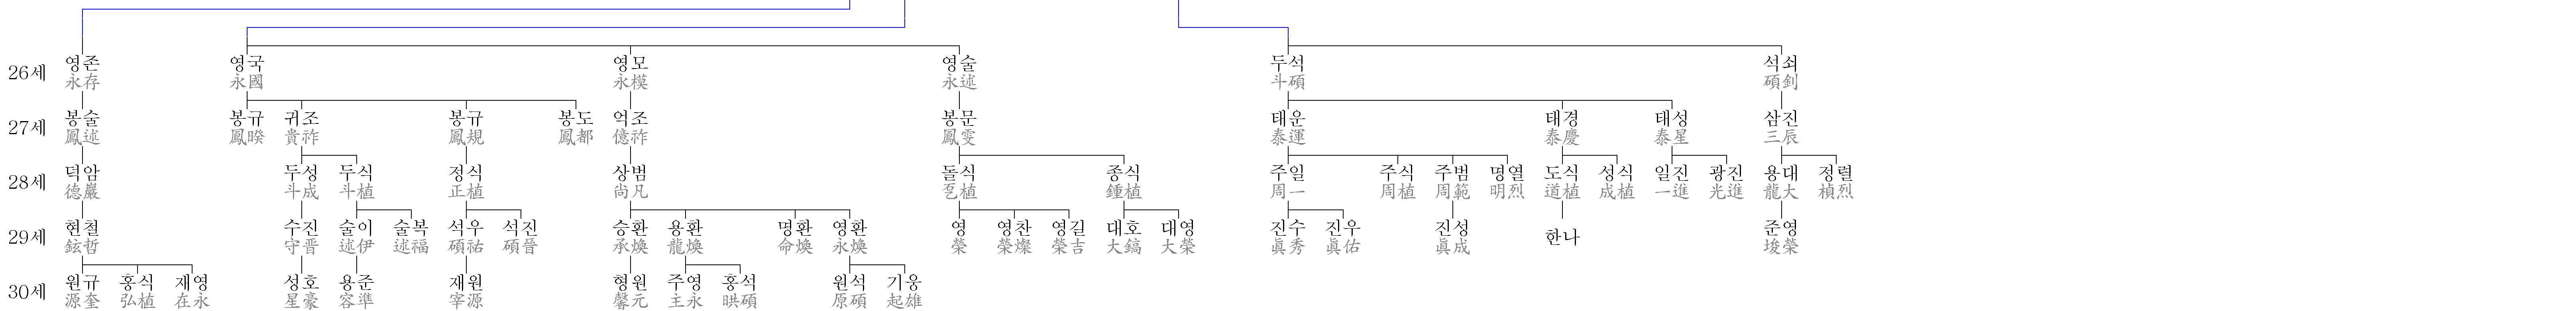 26세 영존 영국 영모 영술 두석 석쇠
永存 永國 永模 永述 斗碩 碩釗
27세 봉술 봉규 귀조 봉규 봉도 억조 봉문 태운 태경 태성 삼진
鳳述 鳳暌 貴祚 鳳規 鳳都 億祚 鳳雯 泰運 泰慶 泰星 三辰
28세 덕암 두성 두식 정식 상범 돌식 종식 주일 주식 주범 명열 도식 성식 일진 광진 용대 정렬
德巖 斗成 斗植 正植 尙凡 乭植 鍾植 周一 周植 周範 明烈 道植 成植 一進 光進 龍大 楨烈
29세 현철 수진 술이 술복 석우 석진 승환 용환 명환 영환 영 영찬 영길 대호 대영 진수 진우 진성 한나 준영
鉉哲 守晋 述伊 述福 碩祐 碩晉 承煥 龍煥 命煥 永煥 榮 榮燦 榮吉 大鎬 大榮 眞秀 眞佑 眞成 埈榮
30세 원규 홍식 재영 성호 용준 재원 형원 주영 홍석 원석 기웅
源奎 弘植 在永 星豪 容準 宰源 馨元 主永 晎碩 原碩 起雄